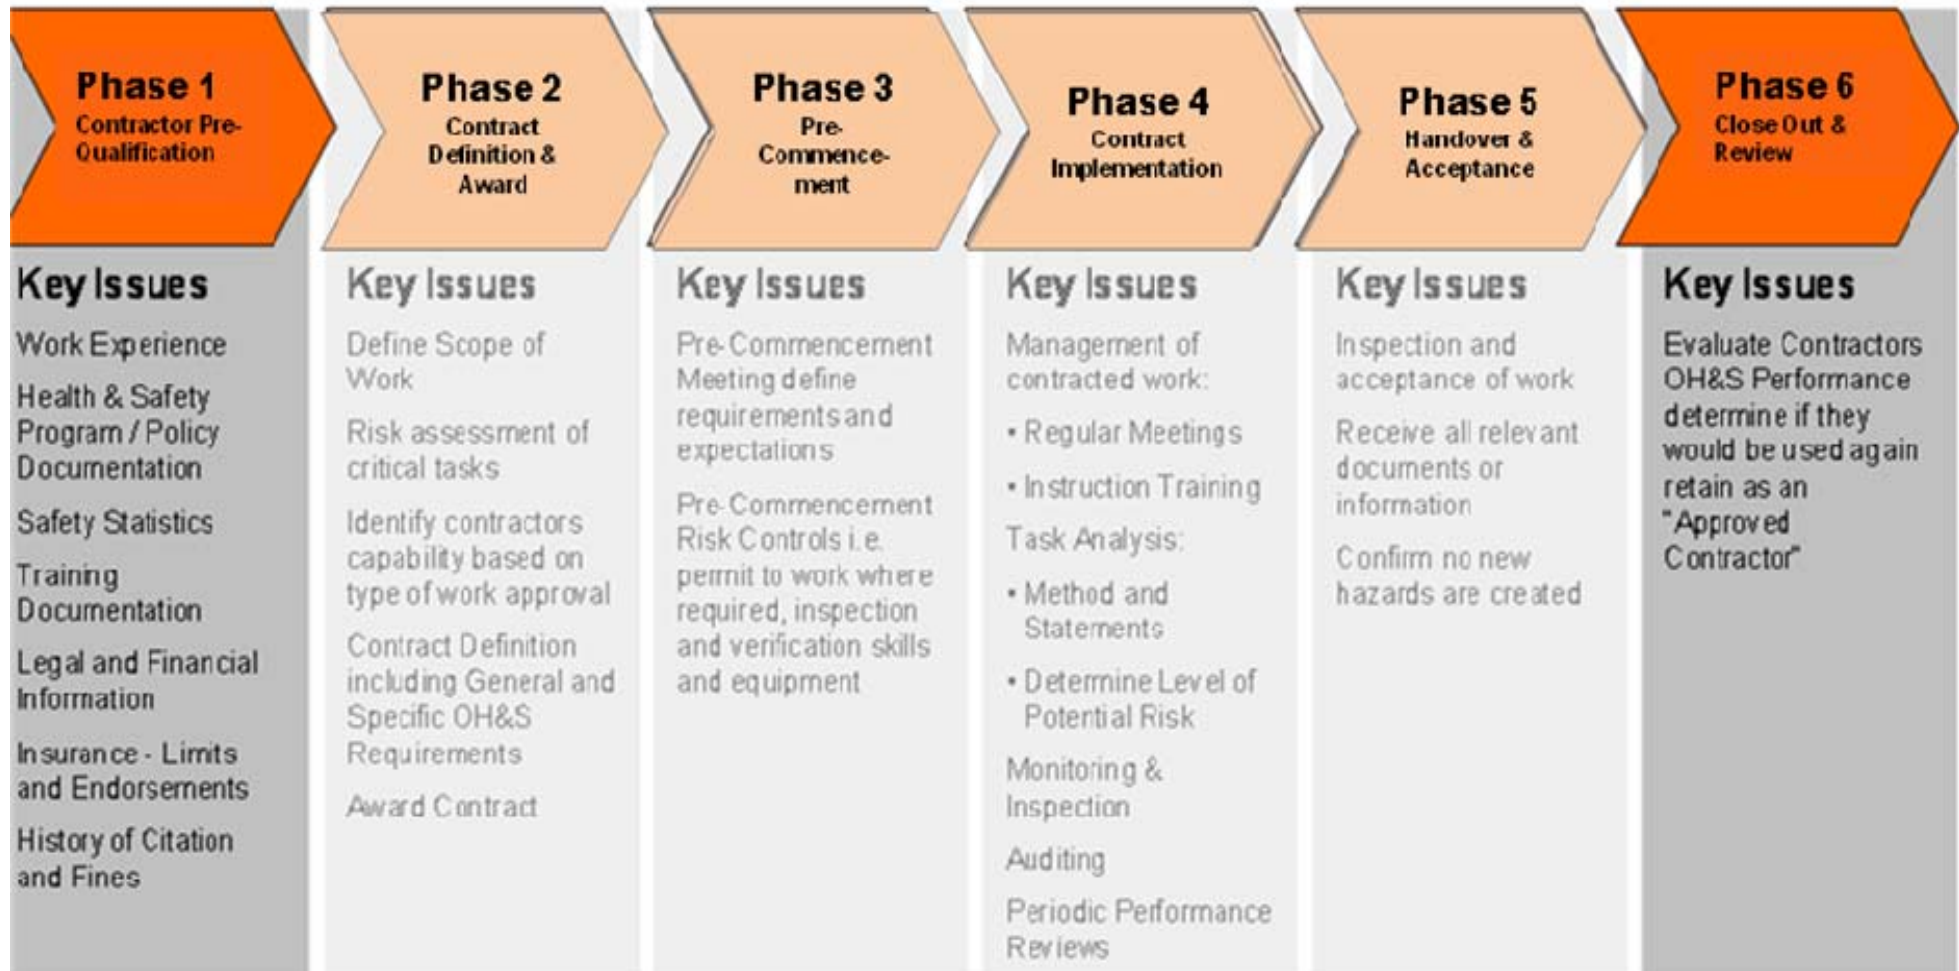 Phase 1
Contractor Pre-
Qualification
Phase 2
Contract
Definition &
Award
Phase 3
Pre-
Commence-
ment
Phase 4
Contract
Implementation
Phase 5
Handover &
Acceptance
Phase 6
Close Out &
Review
Key Issues
Work Experience
Health & Safety
Program / Policy
Documentation
Safety Statistics
Training
Documentation
Legal and Financial
Information
Insurance - Limits
and Endorsements
History of Citation
and Fines
Key Issues
Define Scope of
Work
Risk assessment of
critical tasks
Identify contractors
capability based on
type of work approval
Contract Definition
including General and
Specific OH&S
Requirements
Award Contract
Key Issues
Pre-Commencement
Meeting define
requirements and
expectations
Pre-Commencement
Risk Controls i.e.
permit to work where
required, inspection
and verification skills
and equipment
Key Issues
Management of
contracted work:
• Regular Meetings
• Instruction Training
Task Analysis:
• Method and
Statements
• Determine Level of
Potential Risk
Monitoring &
Inspection
Auditing
Periodic Performance
Reviews
Key Issues
Inspection and
acceptance of work
Receive all relevant
documents or
information
Confirm no new
hazards are created
Key Issues
Evaluate Contractors
OH&S Performance
determine if they
would be used again
retain as an
"Approved
Contractor"